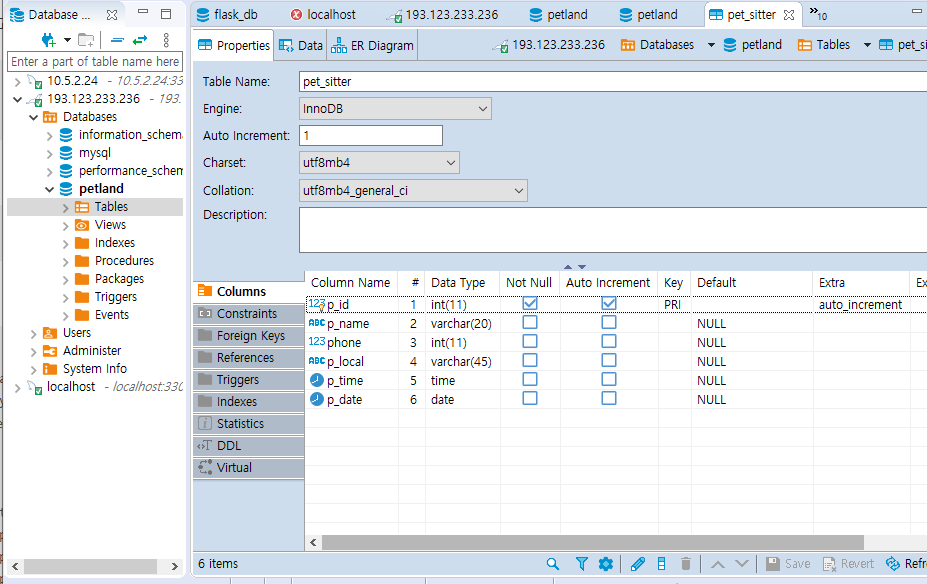 Database ...
flask_db
localhost
193.123.233.236
petland
petland
pet_sitter
10
Properties
Data
ER Diagram
193.123.233.236
Databases
petland
Tables
pet_si
Enter a part of table name here
10.5.2.24 - 10.5.2.24:33
193.123.233.236 - 193.
Databases
information_schem
mysql
performance_schem
petland
Tables
Views
Indexes
Procedures
Packages
Triggers
Events
Users
Administer
System Info
localhost - localhost:330
Table Name: pet_sitter
Engine: InnoDB
Auto Increment: 1
Charset: utf8mb4
Collation: utf8mb4_general_ci
Description:
Columns
Constraints
Foreign Keys
References
Triggers
Indexes
Statistics
DDL
Virtual
Column Name # Data Type Not Null Auto Increment Key Default Extra Ex
123 p_id 1 int(11) PRI auto_increment
ABC p_name 2 varchar(20) NULL
123 phone 3 int(11) NULL
ABC p_local 4 varchar(45) NULL
p_time 5 time NULL
p_date 6 date NULL
6 items
Save
Revert
Refr